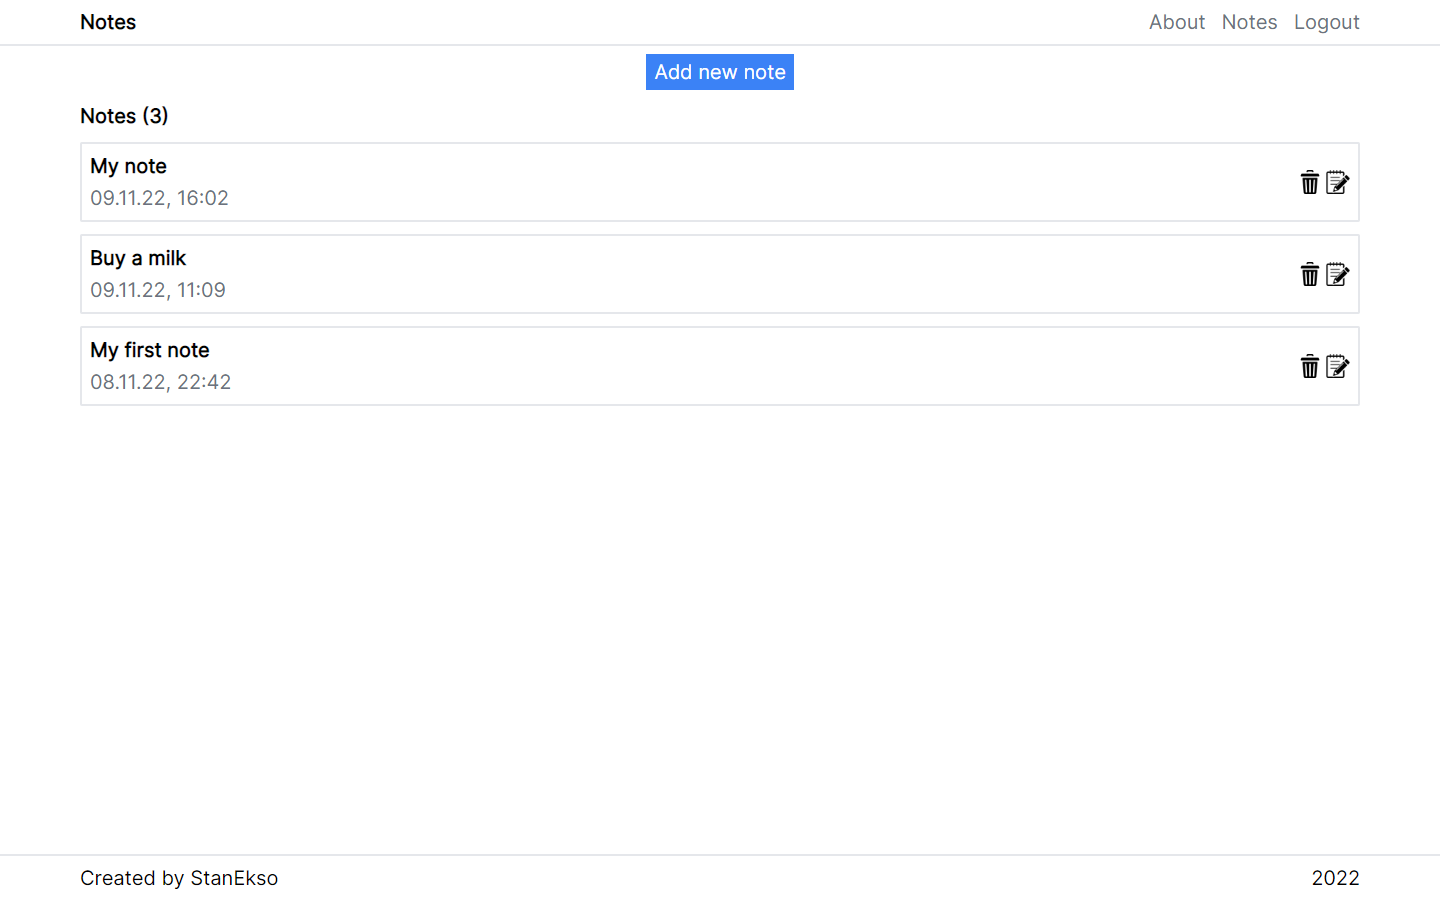 Notes
About Notes Logout
Add new note
Notes (3)
My note
09.11.22, 16:02
Buy a milk
09.11.22, 11:09
My first note
08.11.22, 22:42
Created by StanEkso
2022